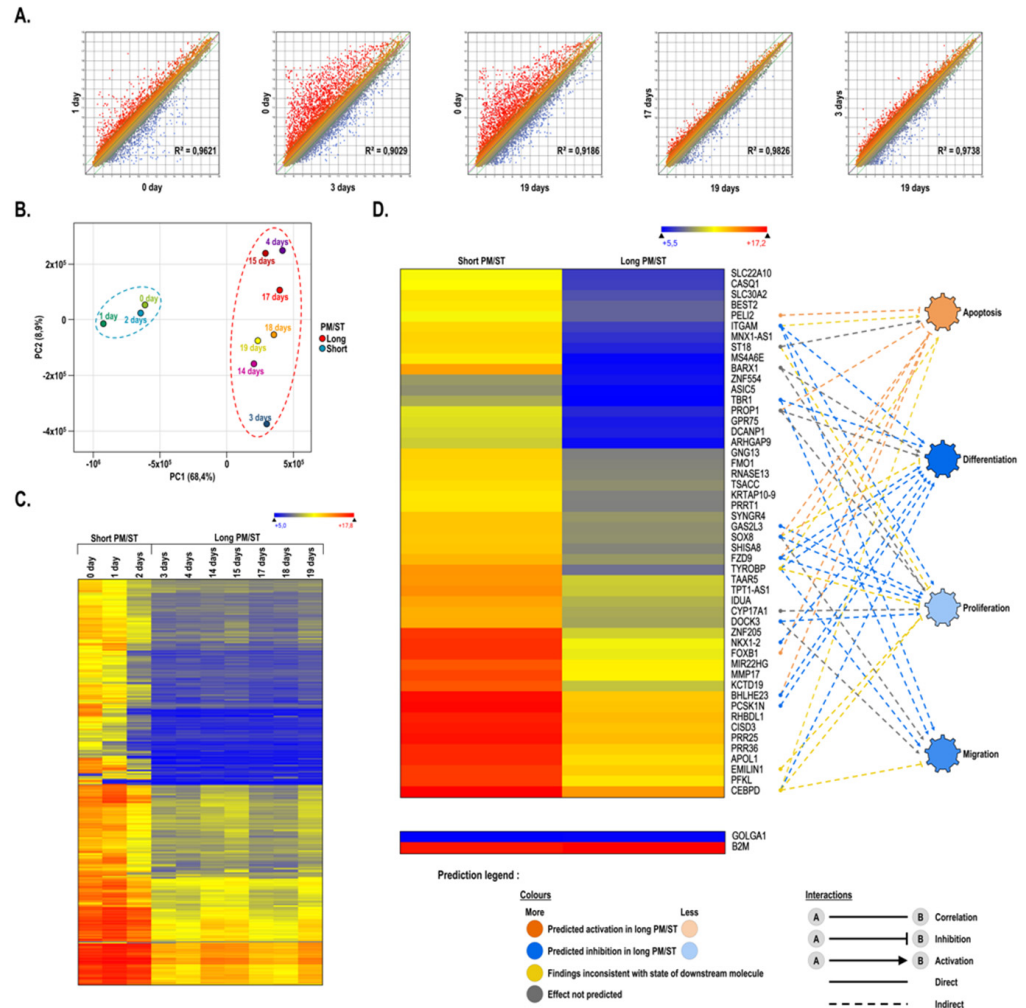 A.
1 day
R² = 0,9621
0 day
0 day
R² = 0,9029
3 days
0 day
R² = 0,9186
19 days
17 days
R² = 0,9826
19 days
3 days
R² = 0,9738
19 days
B.
PC2 (8,9%)
2x10⁵
0
-2x10⁵
-4x10⁵
-10⁶
-5x10⁵
0
5x10⁵
PC1 (68,4%)
0 day
1 day
2 days
4 days
15 days
17 days
18 days
19 days
14 days
3 days
PM/ST
Long
Short
C.
+5,0
+17,8
Short PM/ST
Long PM/ST
0 day
1 day
2 days
3 days
4 days
14 days
15 days
17 days
18 days
19 days
D.
+5,5
+17,2
Short PM/ST
Long PM/ST
SLC22A10
CASQ1
SLC30A2
BEST2
PELI2
ITGAM
MNX1-AS1
ST18
MS4A6E
BARX1
ZNF554
ASIC5
TBR1
PROP1
GPR75
DCANP1
ARHGAP9
GNG13
FMO1
RNASE13
TSACC
KRTAP10-9
PRRT1
SYNGR4
GAS2L3
SOX8
SHISA8
FZD9
TYROBP
TAAR5
TPT1-AS1
IDUA
CYP17A1
DOCK3
ZNF205
NKX1-2
FOXB1
MIR22HG
MMP17
KCTD19
BHLHE23
PCSK1N
RHBDL1
CISD3
PRR25
PRR36
APOL1
EMILIN1
PFKL
CEBPD
GOLGA1
B2M
Apoptosis
Differentiation
Proliferation
Migration
Prediction legend :
Colours
More
Less
Predicted activation in long PM/ST
Predicted inhibition in long PM/ST
Findings inconsistent with state of downstream molecule
Effect not predicted
Interactions
A B Correlation
A B Inhibition
A B Activation
Direct
Indirect